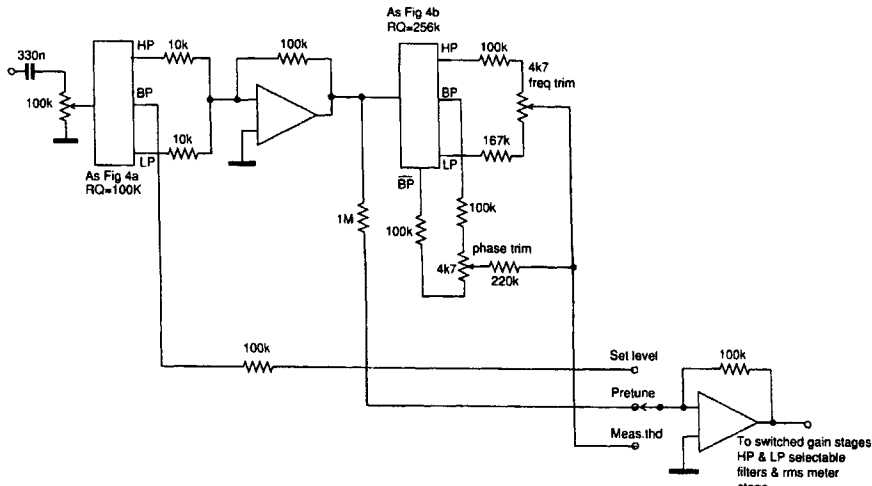 As Fig 4b
RQ=256k
330n
100k
HP
10k
BP
LP
10k
As Fig 4a
RQ=100K
100k
HP
100k
4k7
freq trim
BP
LP
167k
BP
1M
100k
100k
phase trim
4k7
220k
100k
Set level
Pretune
Meas.thd
100k
To switched gain stages
HP & LP selectable
filters & rms meter